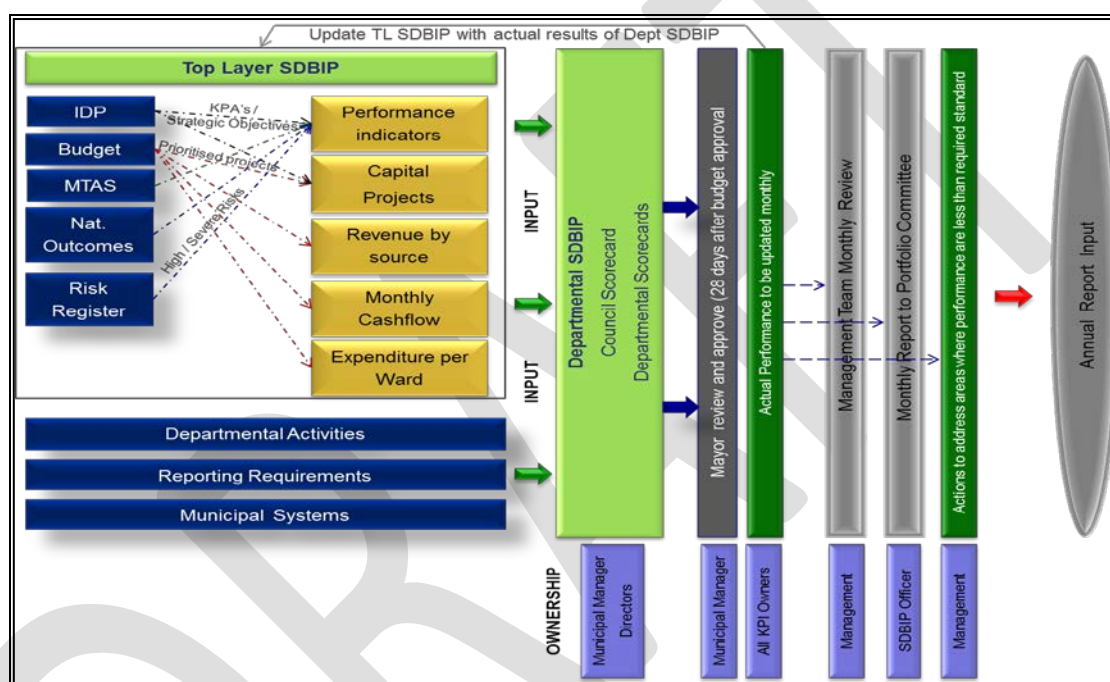 Update TL SDBIP with actual results of Dept SDBIP
Top Layer SDBIP
IDP
Budget
MTAS
Nat.
Outcomes
Risk
Register
KPA's /
Strategic Objectives
Prioritised projects
High / Severe Risks
Performance
indicators
Capital
Projects
Revenue by
source
Monthly
Cashflow
Expenditure per
Ward
Departmental Activities
Reporting Requirements
Municipal Systems
INPUT
INPUT
Departmental SDBIP
Council Scorecard
Departmental Scorecards
Mayor review and approve (28 days after budget approval
Actual Performance to be updated monthly
Management Team Monthly Review
Monthly Report to Portfolio Committee
Actions to address areas where performance are less than required standard
Annual Report Input
OWNERSHIP
Municipal Manager
Directors
Municipal Manager
All KPI Owners
Management
SDBIP Officer
Management
DRAFT